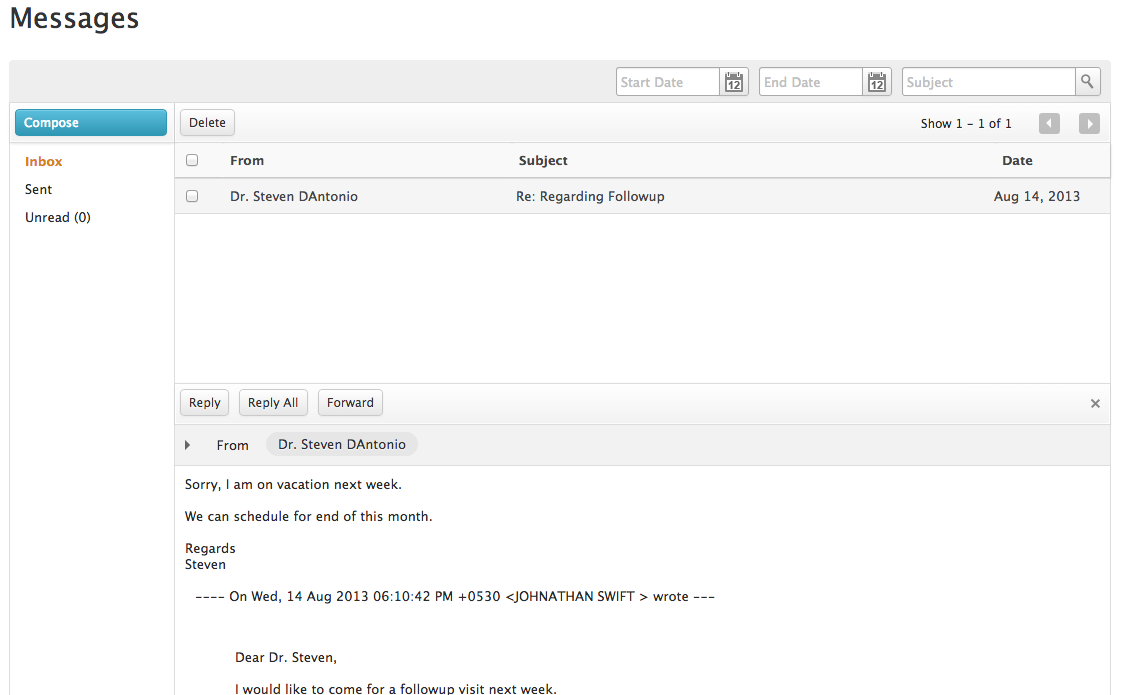 Messages
Start Date 12 End Date 12 Subject
Compose Delete Show 1 - 1 of 1
Inbox From Subject Date
Sent Dr. Steven DAntonio Re: Regarding Followup Aug 14, 2013
Unread (0)
Reply Reply All Forward
From Dr. Steven DAntonio
Sorry, I am on vacation next week.
We can schedule for end of this month.
Regards
Steven
---- On Wed, 14 Aug 2013 06:10:42 PM +0530 <JOHNATHAN SWIFT > wrote ---
Dear Dr. Steven,
I would like to come for a followup visit next week.